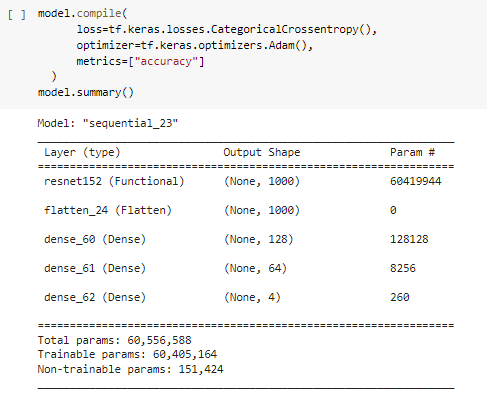 [ ] model.compile(
loss=tf.keras.losses.CategoricalCrossentropy(),
optimizer=tf.keras.optimizers.Adam(),
metrics=["accuracy"]
)
model.summary()
Model: "sequential_23"
_________________________________________________________________
Layer (type) Output Shape Param #
=================================================================
resnet152 (Functional) (None, 1000) 60419944
flatten_24 (Flatten) (None, 1000) 0
dense_60 (Dense) (None, 128) 128128
dense_61 (Dense) (None, 64) 8256
dense_62 (Dense) (None, 4) 260
=================================================================
Total params: 60,556,588
Trainable params: 60,405,164
Non-trainable params: 151,424
_________________________________________________________________